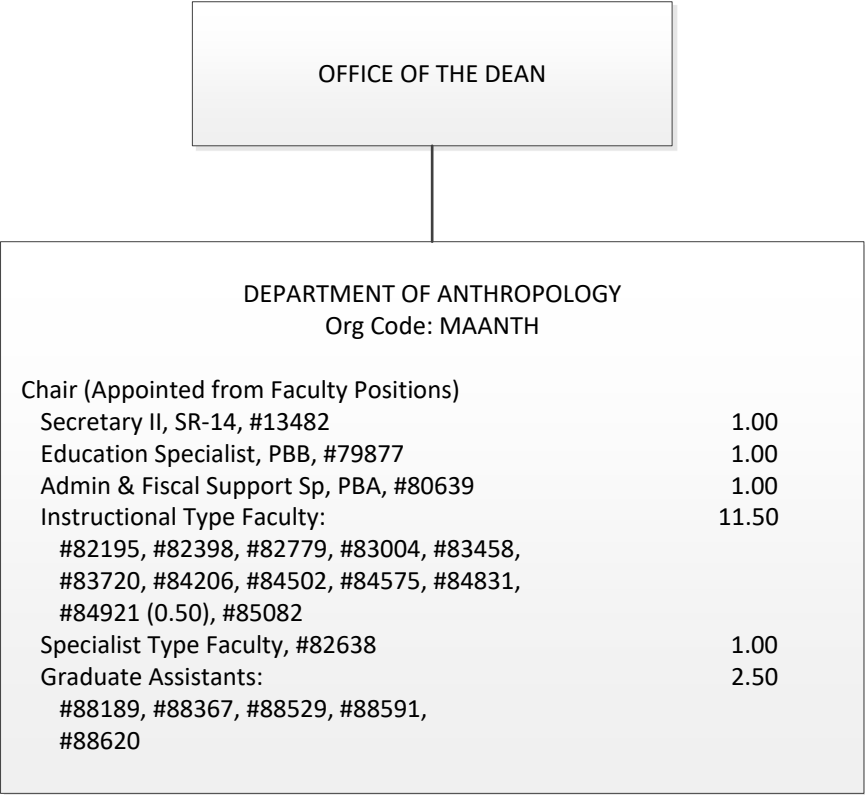 OFFICE OF THE DEAN
DEPARTMENT OF ANTHROPOLOGY
Org Code: MAANTH
Chair (Appointed from Faculty Positions)
Secretary II, SR-14, #13482 1.00
Education Specialist, PBB, #79877 1.00
Admin & Fiscal Support Sp, PBA, #80639 1.00
Instructional Type Faculty: 11.50
#82195, #82398, #82779, #83004, #83458,
#83720, #84206, #84502, #84575, #84831,
#84921 (0.50), #85082
Specialist Type Faculty, #82638 1.00
Graduate Assistants: 2.50
#88189, #88367, #88529, #88591,
#88620